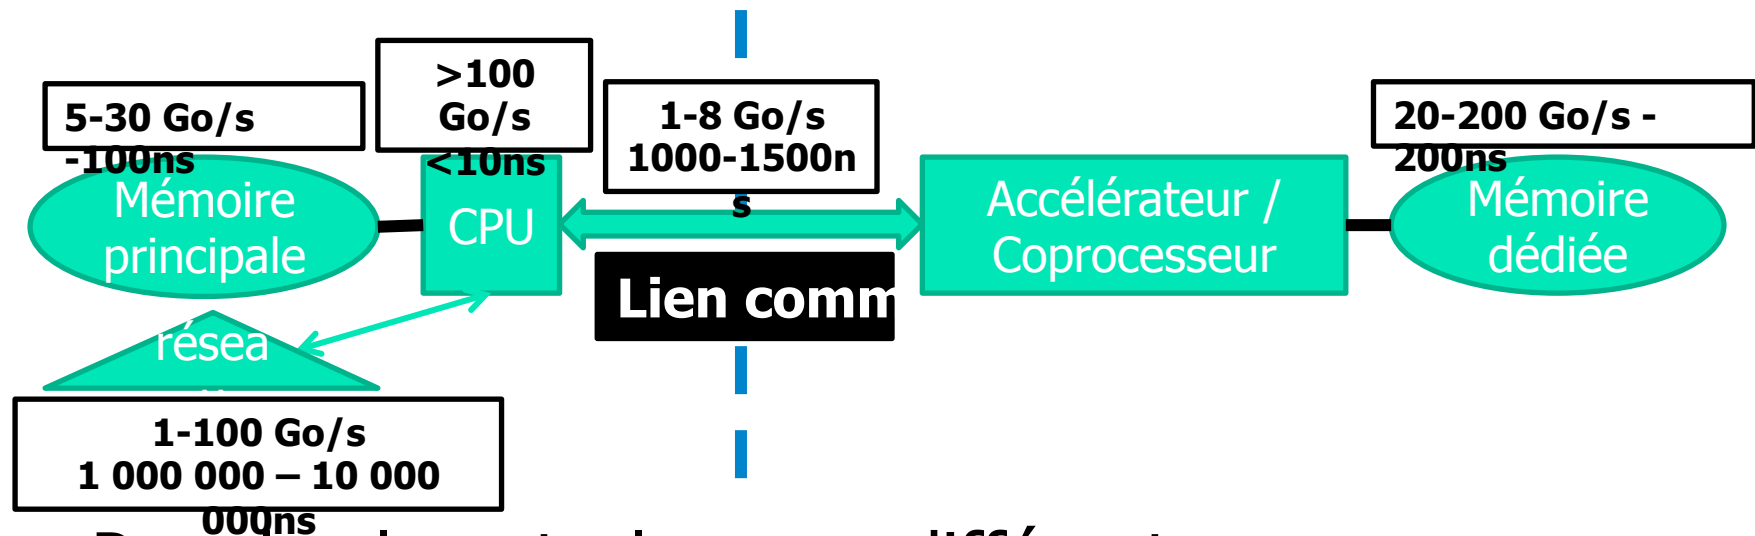 >100
Go/s
<10ns
5-30 Go/s
-100ns
1-8 Go/s
1000-1500n
s
20-200 Go/s -
200ns
Mémoire
principale
CPU
Accélérateur /
Coprocesseur
Mémoire
dédiée
Lien comm
résea
1-100 Go/s
1 000 000 – 10 000
000ns